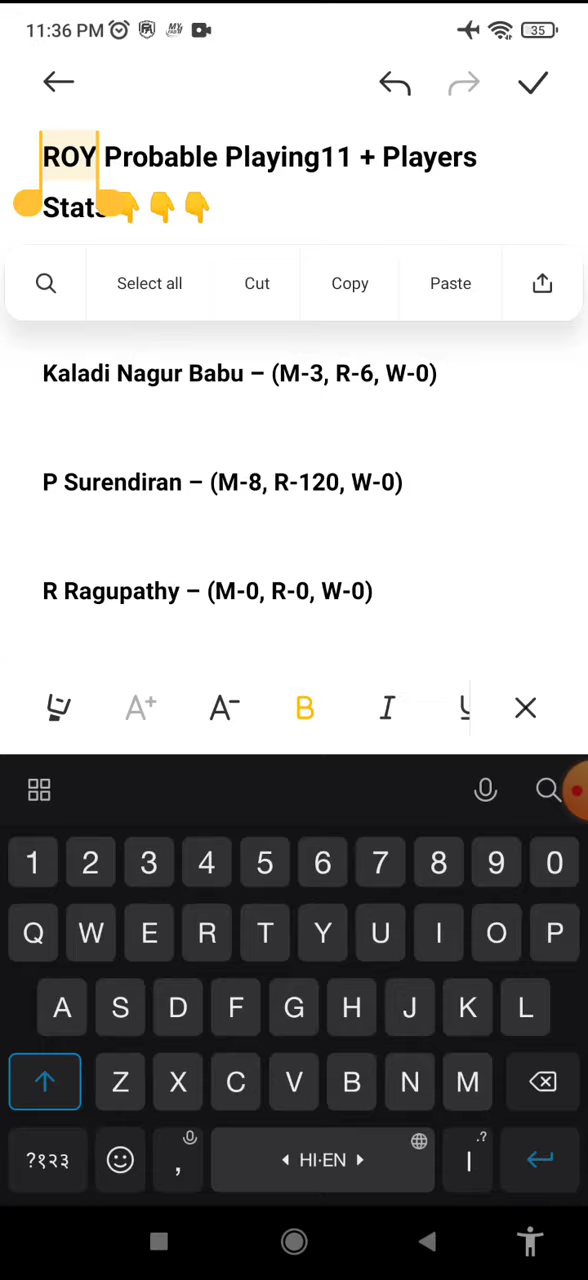 11:36 PM 35
ROY Probable Playing11 + Players
Stats👇👇👇
Select all Cut Copy Paste
Kaladi Nagur Babu – (M-3, R-6, W-0)
P Surendiran – (M-8, R-120, W-0)
R Ragupathy – (M-0, R-0, W-0)
A+ A- B I U
1 2 3 4 5 6 7 8 9 0
Q W E R T Y U I O P
A S D F G H J K L
Z X C V B N M
?१२३ , HI·EN | .?